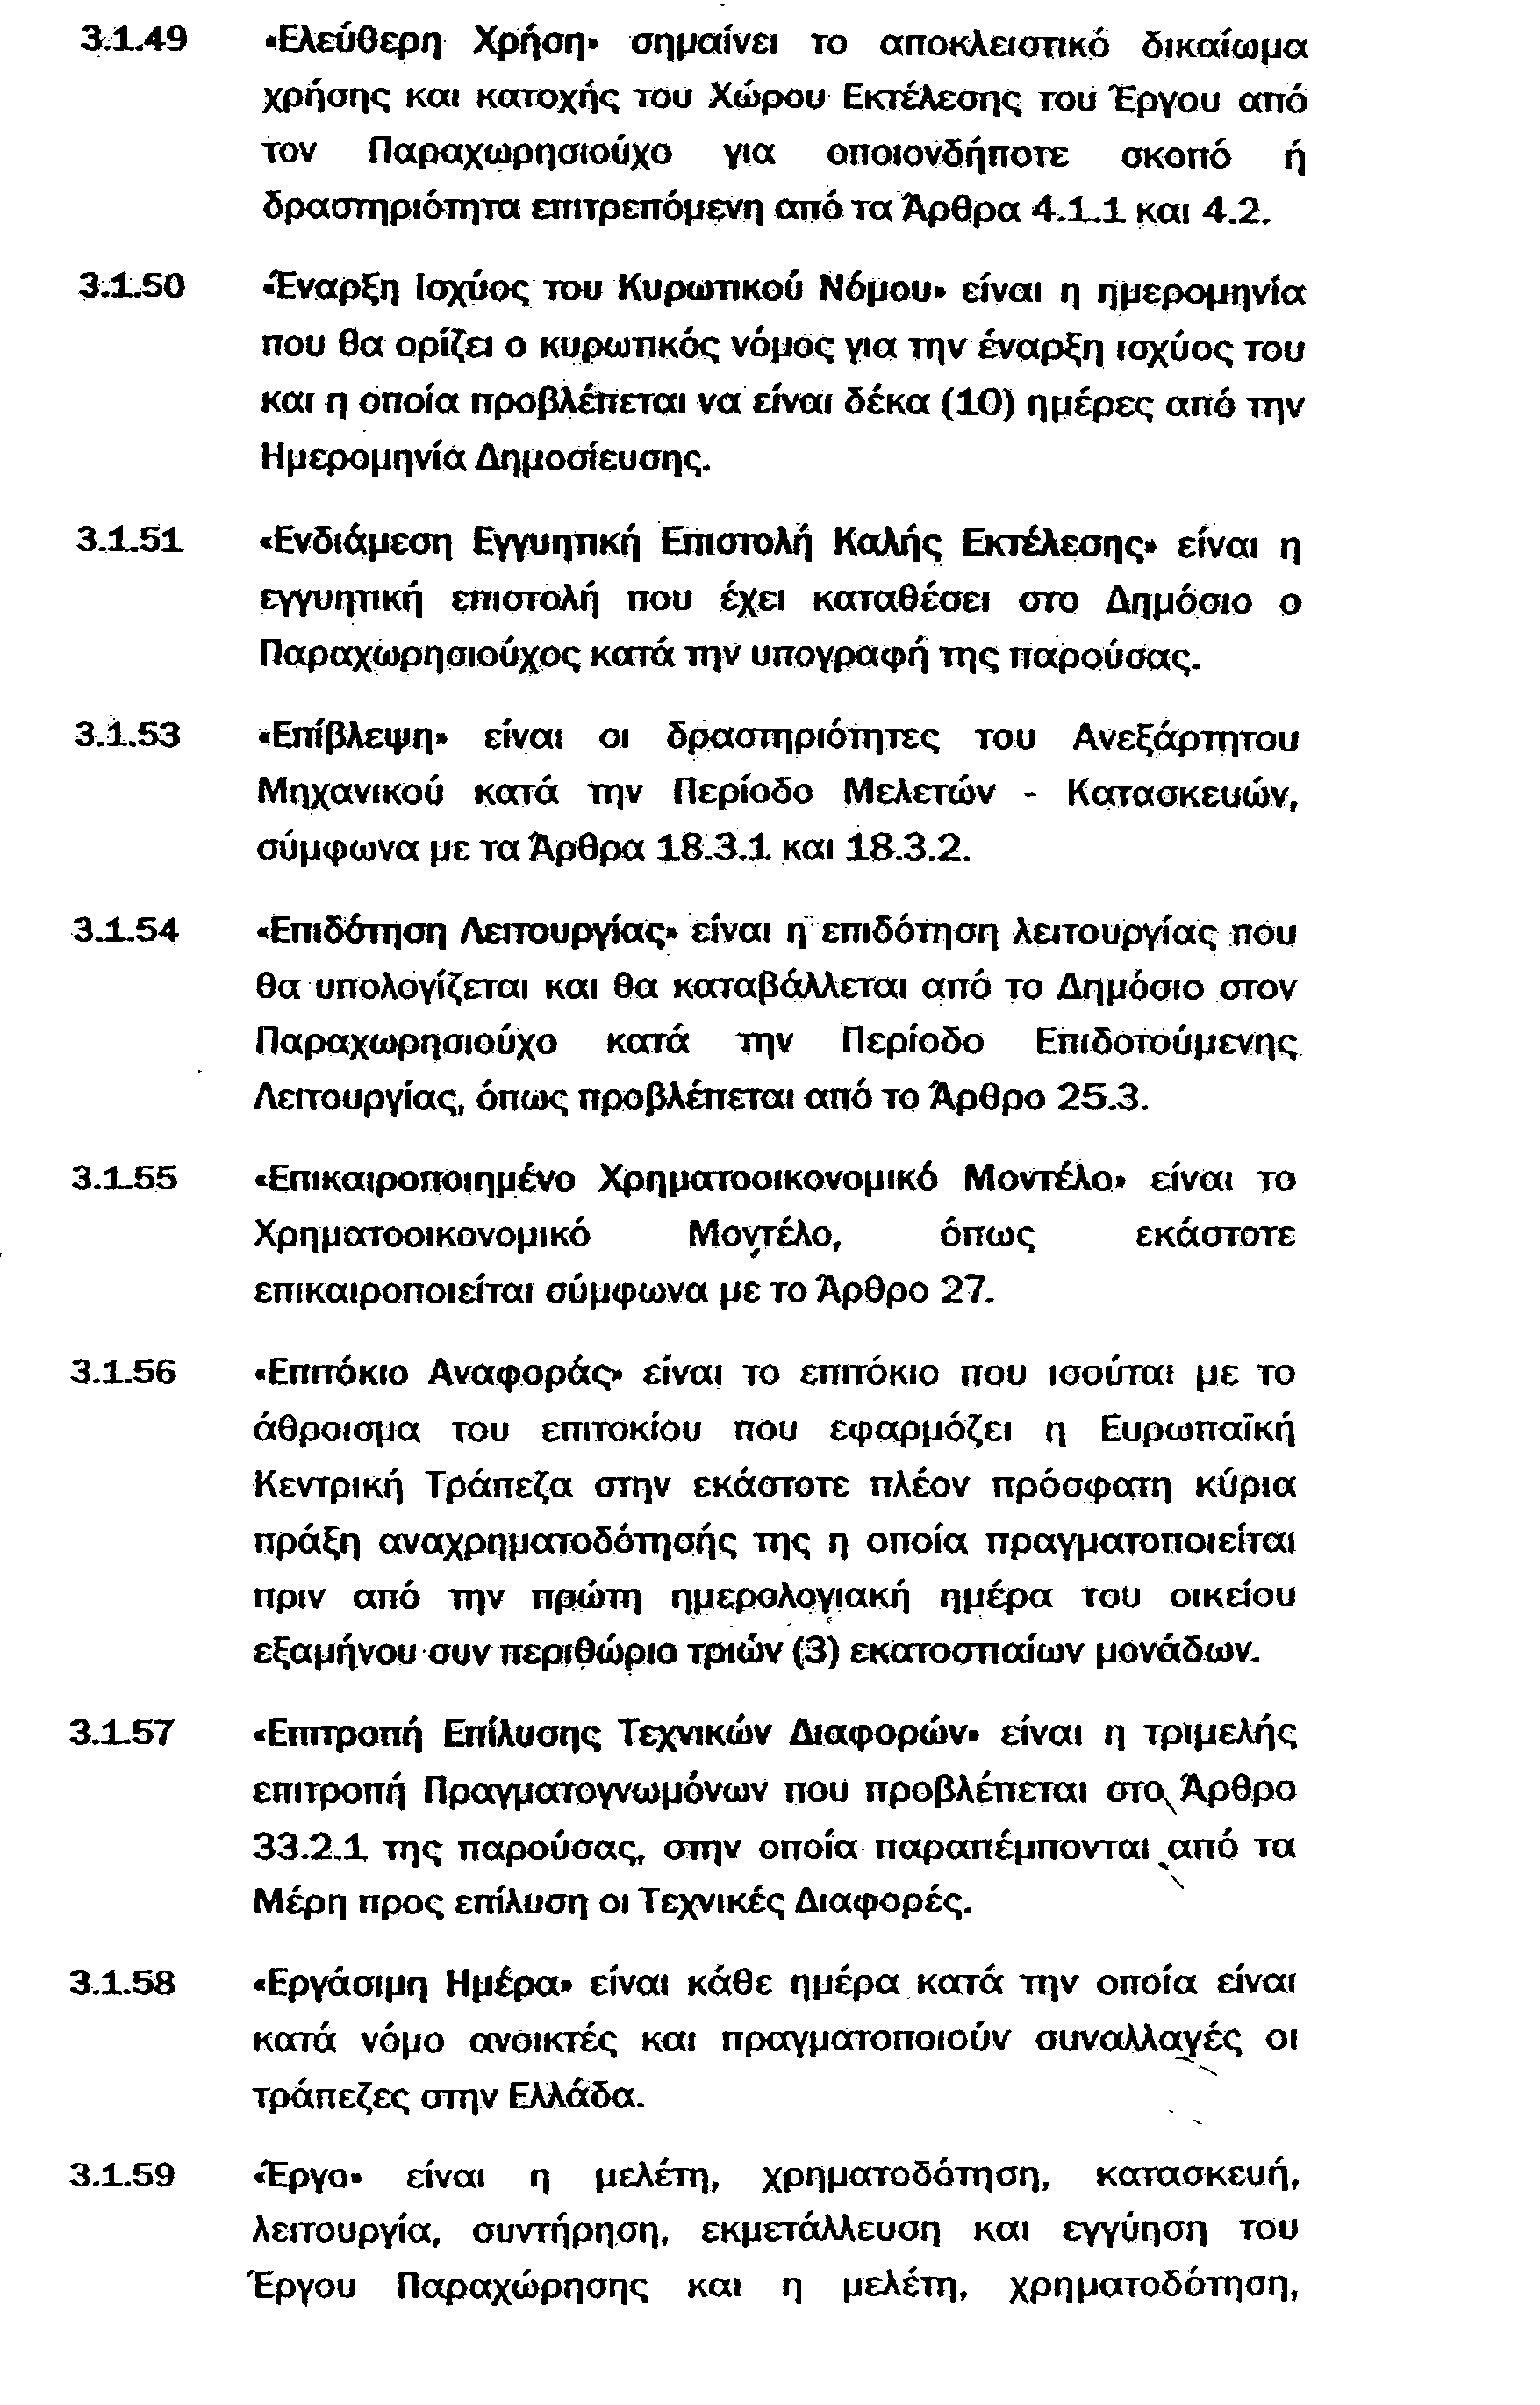 3.1.49 «Ελεύθερη Χρήση» σημαίνει το αποκλειστικό δικαίωμα
χρήσης και κατοχής του Χώρου Εκτέλεσης του Έργου από
τον Παραχωρησιούχο για οποιονδήποτε σκοπό ή
δραστηριότητα επιτρεπόμενη από τα Άρθρα 4.1.1 και 4.2.
3.1.50 «Έναρξη Ισχύος του Κυρωτικού Νόμου» είναι η ημερομηνία
που θα ορίζει ο κυρωτικός νόμος για την έναρξη ισχύος του
και η οποία προβλέπεται να είναι δέκα (10) ημέρες από την
Ημερομηνία Δημοσίευσης.
3.1.51 «Ενδιάμεση Εγγυητική Επιστολή Καλής Εκτέλεσης» είναι η
εγγυητική επιστολή που έχει καταθέσει στο Δημόσιο ο
Παραχωρησιούχος κατά την υπογραφή της παρούσας.
3.1.53 «Επίβλεψη» είναι οι δραστηριότητες του Ανεξάρτητου
Μηχανικού κατά την Περίοδο Μελετών - Κατασκευών,
σύμφωνα με τα Άρθρα 18.3.1 και 18.3.2.
3.1.54 «Επιδότηση Λειτουργίας» είναι η επιδότηση λειτουργίας που
θα υπολογίζεται και θα καταβάλλεται από το Δημόσιο στον
Παραχωρησιούχο κατά την Περίοδο Επιδοτούμενης
Λειτουργίας, όπως προβλέπεται από το Άρθρο 25.3.
3.1.55 «Επικαιροποιημένο Χρηματοοικονομικό Μοντέλο» είναι το
Χρηματοοικονομικό Μοντέλο, όπως εκάστοτε
επικαιροποιείται σύμφωνα με το Άρθρο 27.
3.1.56 «Επιτόκιο Αναφοράς» είναι το επιτόκιο που ισούται με το
άθροισμα του επιτοκίου που εφαρμόζει η Ευρωπαϊκή
Κεντρική Τράπεζα στην εκάστοτε πλέον πρόσφατη κύρια
πράξη αναχρηματοδότησής της η οποία πραγματοποιείται
πριν από την πρώτη ημερολογιακή ημέρα του οικείου
εξαμήνου συν περιθώριο τριών (3) εκατοστιαίων μονάδων.
3.1.57 «Επιτροπή Επίλυσης Τεχνικών Διαφορών» είναι η τριμελής
επιτροπή Πραγματογνωμόνων που προβλέπεται στο Άρθρο
33.2.1 της παρούσας, στην οποία παραπέμπονται από τα
Μέρη προς επίλυση οι Τεχνικές Διαφορές.
3.1.58 «Εργάσιμη Ημέρα» είναι κάθε ημέρα κατά την οποία είναι
κατά νόμο ανοικτές και πραγματοποιούν συναλλαγές οι
τράπεζες στην Ελλάδα.
3.1.59 «Έργο» είναι η μελέτη, χρηματοδότηση, κατασκευή,
λειτουργία, συντήρηση, εκμετάλλευση και εγγύηση του
Έργου Παραχώρησης και η μελέτη, χρηματοδότηση,